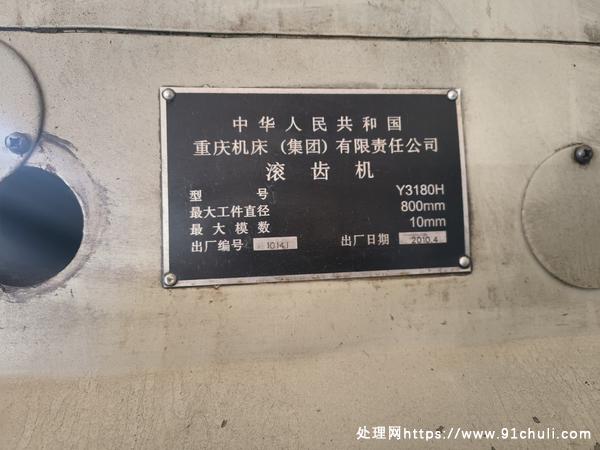 中华人民共和国
重庆机床(集团)有限责任公司
滚齿机
型号 Y3180H
最大工件直径 800mm
最大模数 10mm
出厂编号 10141 出厂日期 2010.4
处理网https://www.91chuli.com/